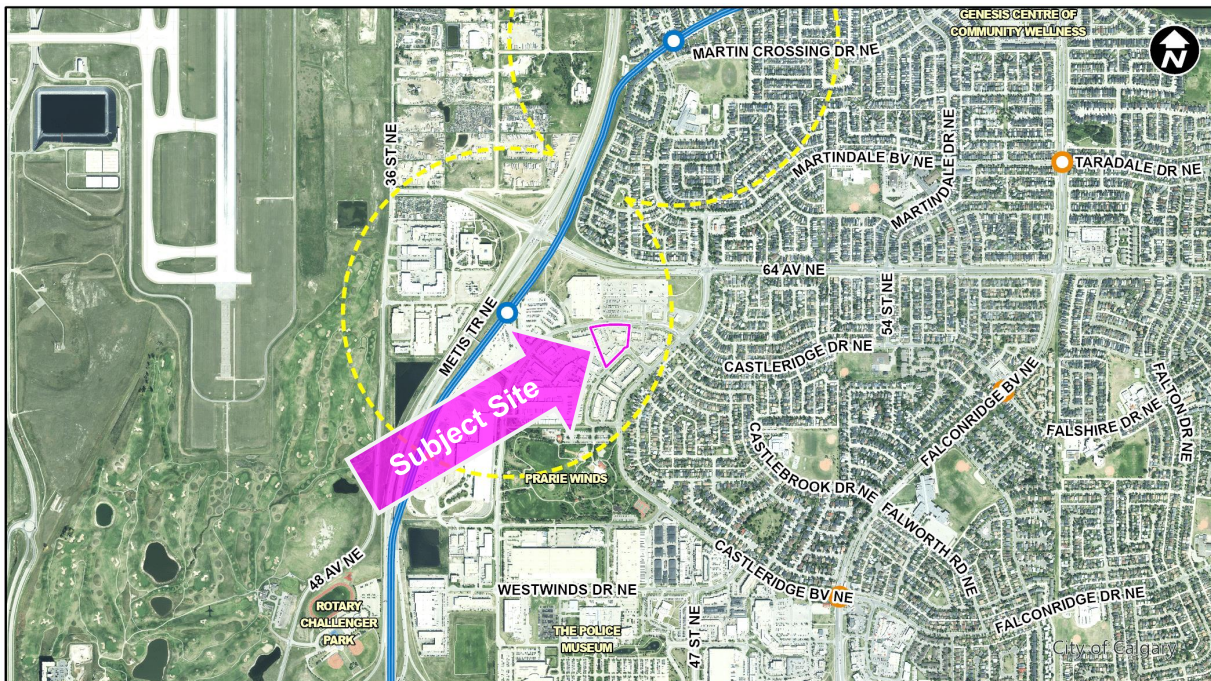 GENESIS CENTRE OF
COMMUNITY WELLNESS
N
MARTIN CROSSING DR NE
36 ST NE
MARTINDALE BV NE
MARTINDALE DR NE
TARADALE DR NE
64 AV NE
54 ST NE
METIS TR NE
CASTLERIDGE DR NE
FALCONRIDGE BV NE
FALSHIRE DR NE
FALTON DR NE
Subject Site
CASTLEBROOK DR NE
PRARIE WINDS
FALWORTH RD NE
48 AV NE
WESTWINDS DR NE
CASTLERIDGE BV NE
FALCONRIDGE DR NE
ROTARY
CHALLENGER
PARK
THE POLICE
MUSEUM
47 ST NE
City of Calgary